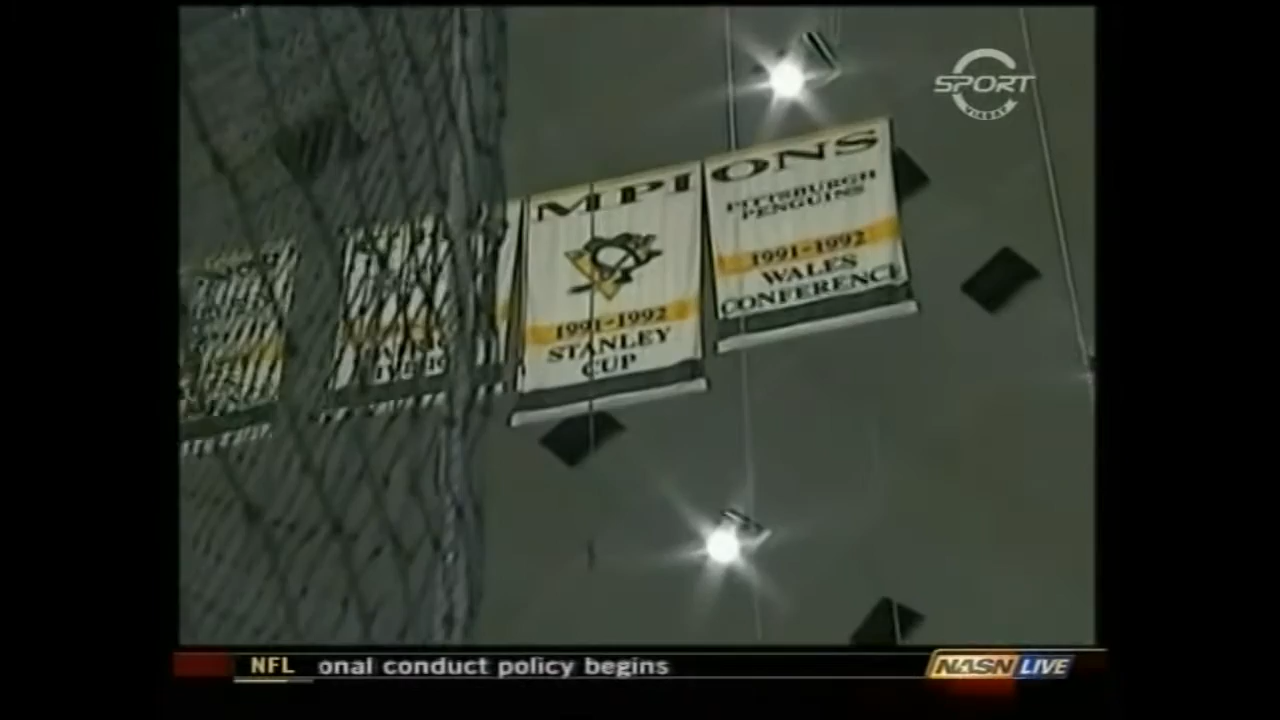 SPORT
MPIONS
PITTSBURGH
PENGUINS
1991-1992
WALES
CONFERENCE
1991-1992
STANLEY
CUP
NFL onal conduct policy begins
NASN LIVE